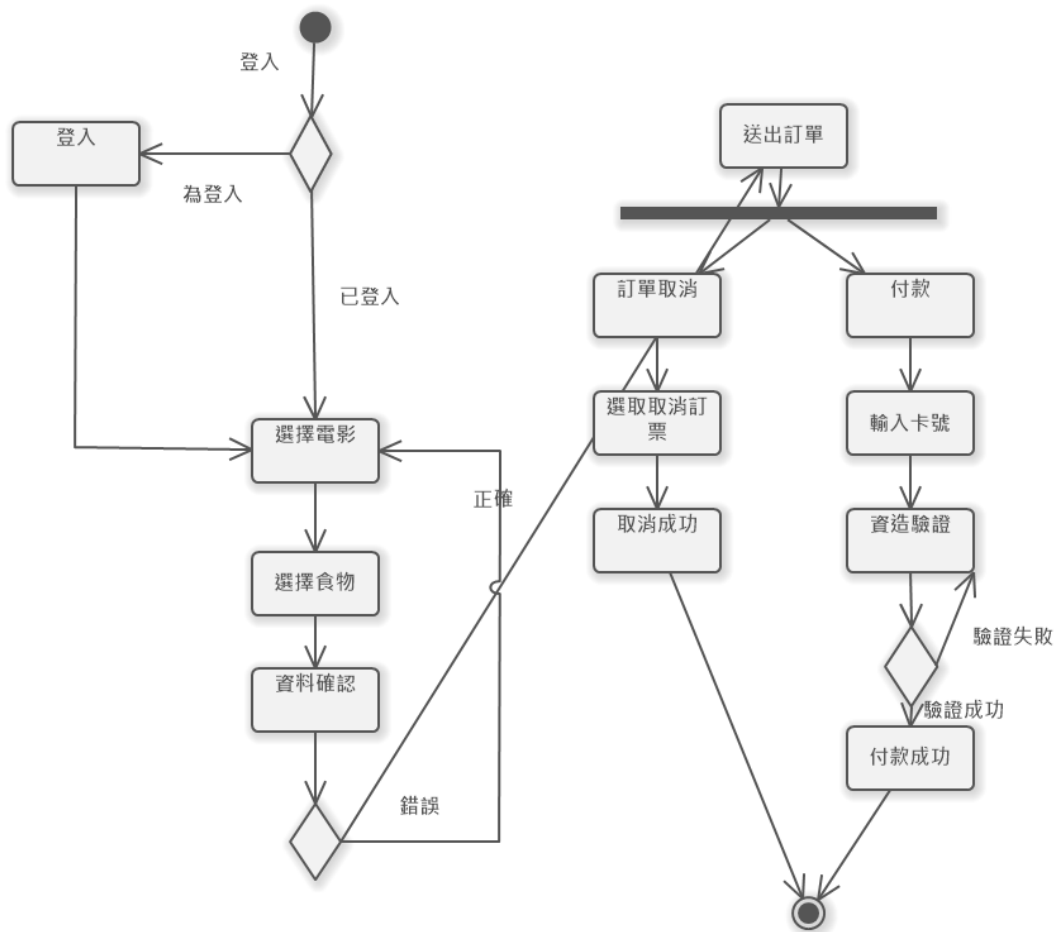 登入
登入
為登入
已登入
選擇電影
正確
選擇食物
資料確認
錯誤
送出訂單
訂單取消
付款
選取取消訂
票
輸入卡號
取消成功
資造驗證
驗證失敗
驗證成功
付款成功